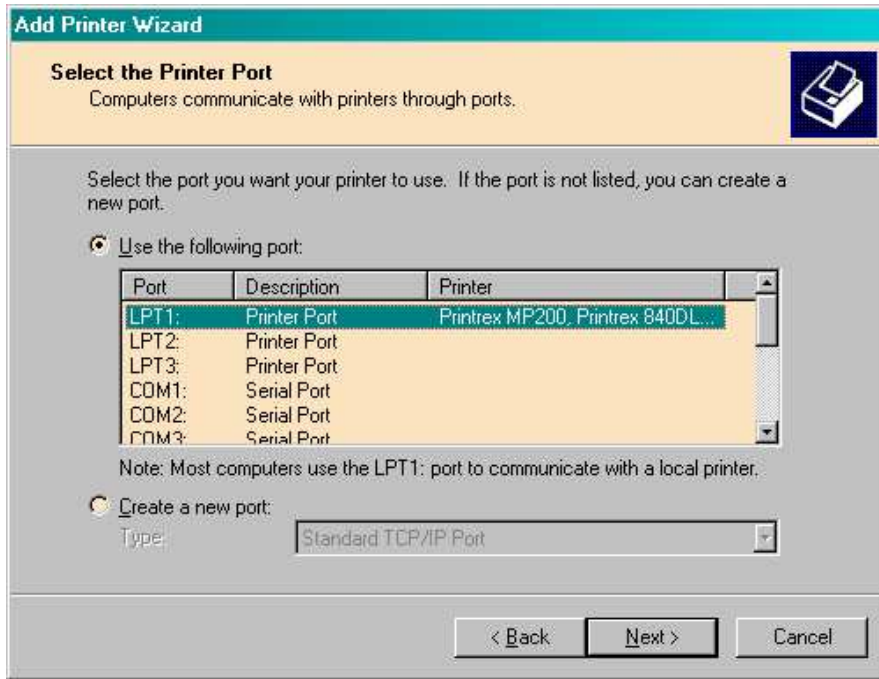 Add Printer Wizard
Select the Printer Port
Computers communicate with printers through ports.
Select the port you want your printer to use. If the port is not listed, you can create a
new port.
Use the following port:
Port Description Printer
LPT1: Printer Port Printrex MP200, Printrex 840DL...
LPT2: Printer Port
LPT3: Printer Port
COM1: Serial Port
COM2: Serial Port
COM3: Serial Port
Note: Most computers use the LPT1: port to communicate with a local printer.
Create a new port:
Type: Standard TCP/IP Port
< Back Next > Cancel